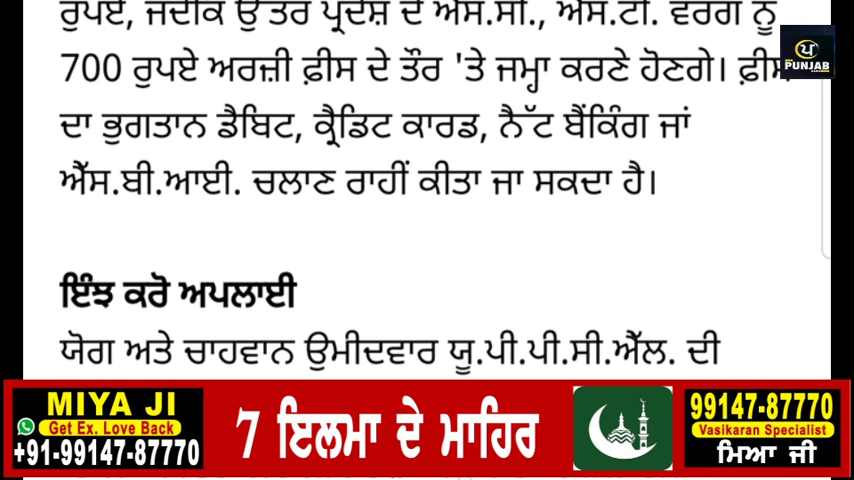 ਰੁਪਏ, ਜਦੋਂਕਿ ਉੱਤਰ ਪ੍ਰਦੇਸ਼ ਦੇ ਐੱਸ.ਸੀ., ਐੱਸ.ਟੀ. ਵਰਗ ਨੂੰ
700 ਰੁਪਏ ਅਰਜ਼ੀ ਫ਼ੀਸ ਦੇ ਤੌਰ 'ਤੇ ਜਮ੍ਹਾ ਕਰਣੇ ਹੋਣਗੇ। ਫ਼ੀਸ
ਦਾ ਭੁਗਤਾਨ ਡੈਬਿਟ, ਕ੍ਰੈਡਿਟ ਕਾਰਡ, ਨੈੱਟ ਬੈਂਕਿੰਗ ਜਾਂ
ਐੱਸ.ਬੀ.ਆਈ. ਚਲਾਣ ਰਾਹੀਂ ਕੀਤਾ ਜਾ ਸਕਦਾ ਹੈ।
ਇੰਝ ਕਰੋ ਅਪਲਾਈ
ਯੋਗ ਅਤੇ ਚਾਹਵਾਨ ਉਮੀਦਵਾਰ ਯੂ.ਪੀ.ਪੀ.ਸੀ.ਐੱਲ. ਦੀ
ਪ
PUNJAB
MIYA JI
Get Ex. Love Back
+91-99147-87770
7 ਇਲਮਾ ਦੇ ਮਾਹਿਰ
99147-87770
Vasikaran Specialist
ਮਿਆ ਜੀ